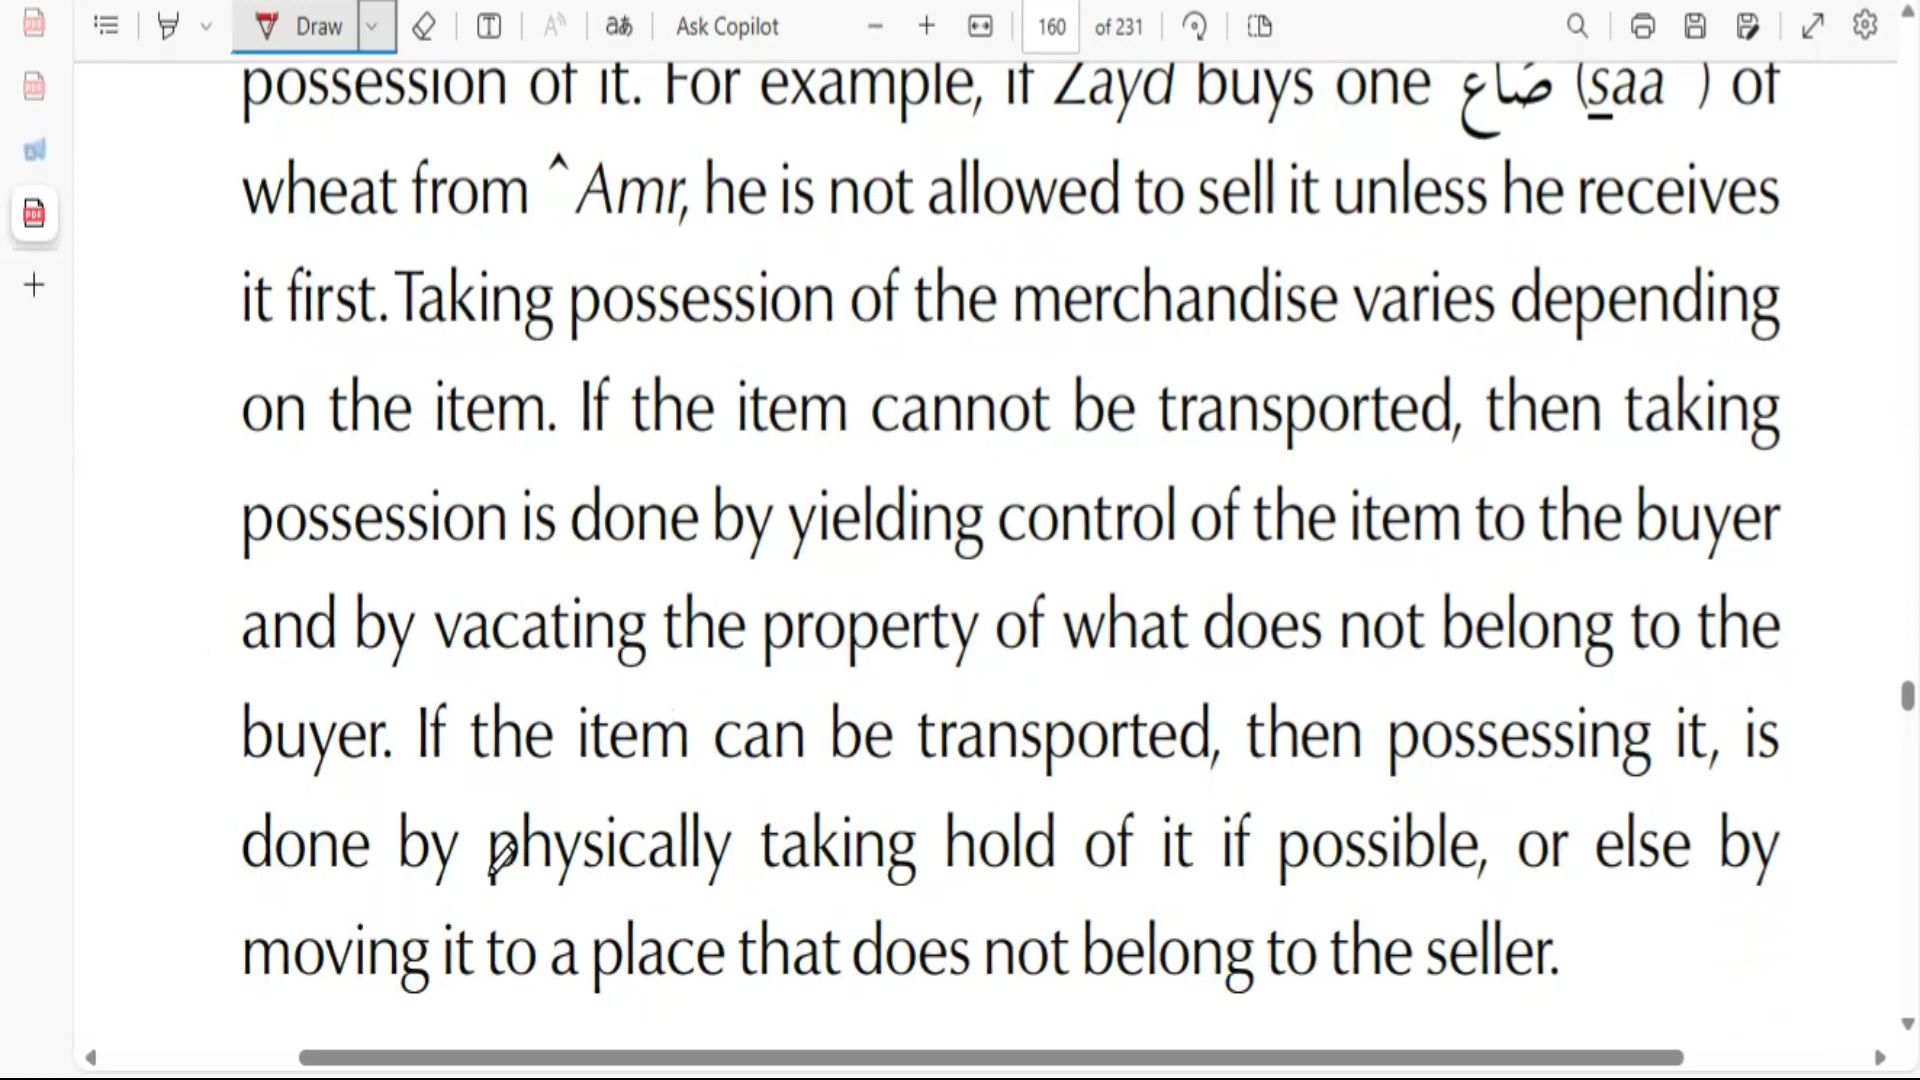 Draw
aあ
Ask Copilot
160 of 231
possession of it. For example, if Zayd buys one صَاع (saa ) of
wheat from ^Amr, he is not allowed to sell it unless he receives
it first. Taking possession of the merchandise varies depending
on the item. If the item cannot be transported, then taking
possession is done by yielding control of the item to the buyer
and by vacating the property of what does not belong to the
buyer. If the item can be transported, then possessing it, is
done by physically taking hold of it if possible, or else by
moving it to a place that does not belong to the seller.